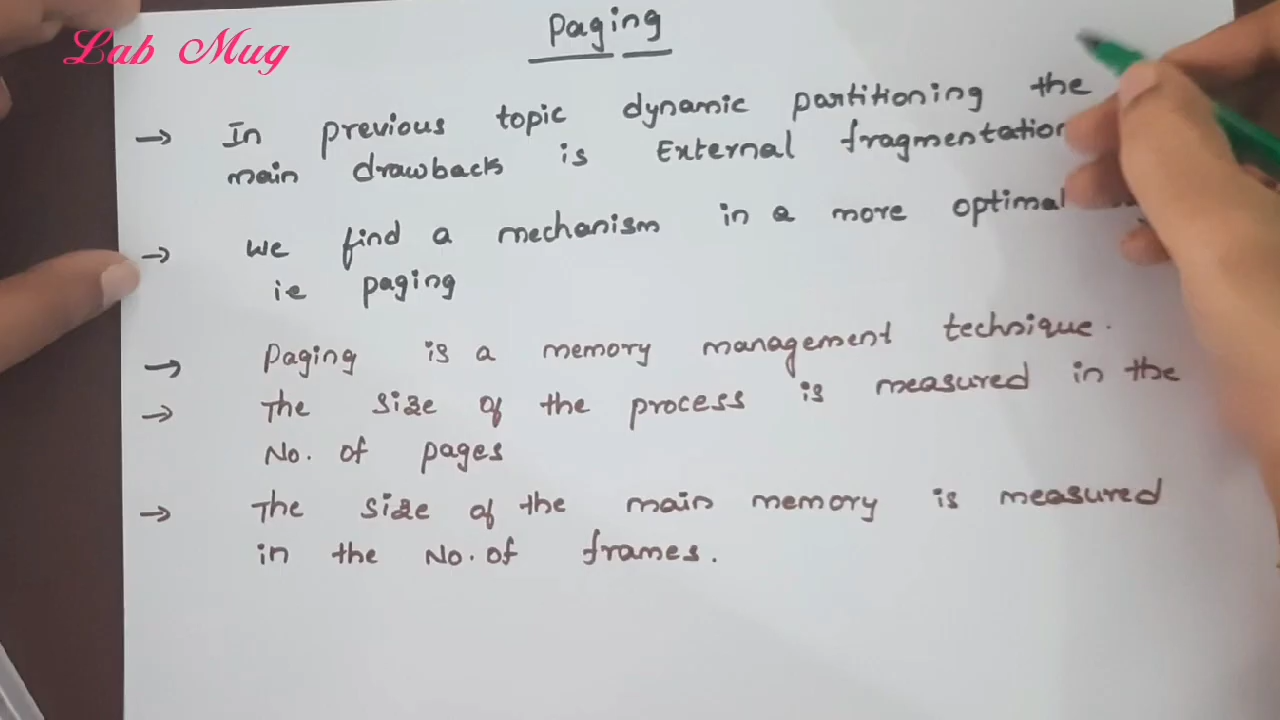 Lab Mug
Paging
→ In previous topic dynamic partitioning the
main drawback is External fragmentation
→ we find a mechanism in a more optimal
ie paging
→ Paging is a memory management technique.
→ The size of the process is measured in the
No. of pages
→ The size of the main memory is measured
in the No. of frames.